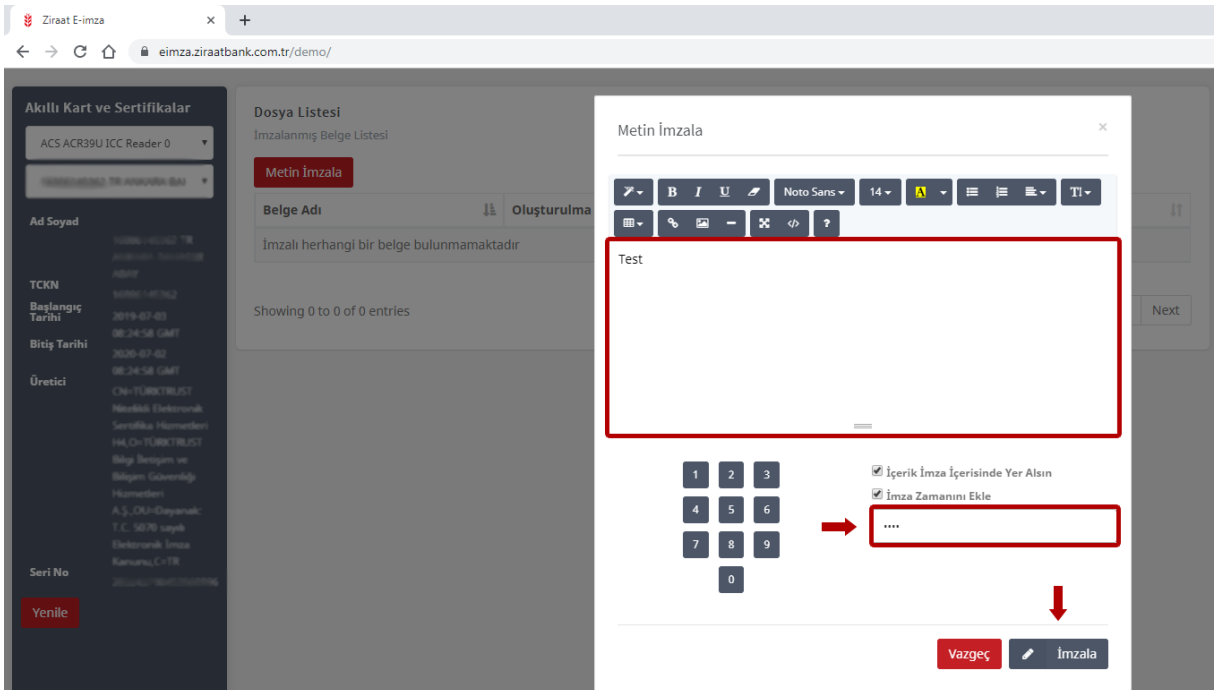 Ziraat E-imza × +
eimza.ziraatbank.com.tr/demo/
Akıllı Kart ve Sertifikalar
ACS ACR39U ICC Reader 0
TR ANKARA
Ad Soyad
TR
ABAY
TCKN
Başlangıç
Tarihi
2019-07-03
08:24:58 GMT
Bitiş Tarihi
2020-07-02
08:24:58 GMT
Üretici
CN=TÜRKTRUST
Nitelikli Elektronik
Sertifika Hizmetleri
H4,O=TÜRKTRUST
Bilgi İletişim ve
Bilişim Güvenliği
Hizmetleri
A.Ş.,OU=Dayanak:
T.C. 5070 sayılı
Elektronik İmza
Kanunu,C=TR
Seri No
Yenile
Dosya Listesi
İmzalanmış Belge Listesi
Metin İmzala
Belge Adı Oluşturulma
İmzalı herhangi bir belge bulunmamaktadır
Showing 0 to 0 of 0 entries
Next
Metin İmzala ×
B I U Noto Sans 14 A T!
</> ?
Test
1 2 3
4 5 6
7 8 9
0
İçerik İmza İçerisinde Yer Alsın
İmza Zamanını Ekle
....
Vazgeç İmzala